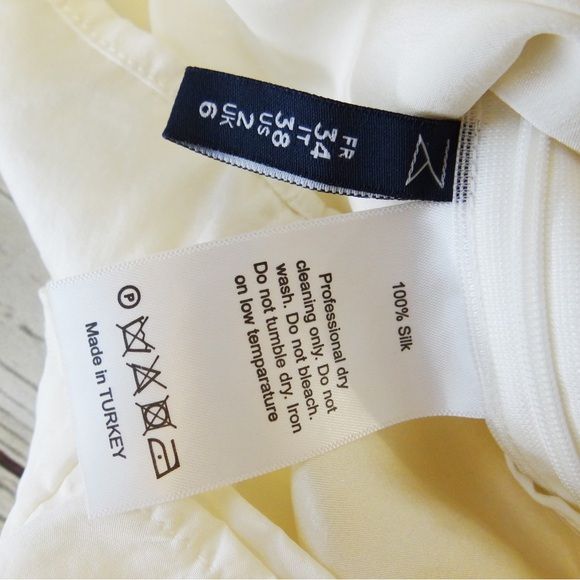 FR
34
IT
38
US
2
UK
6
100% Silk
Professional dry
cleaning only. Do not
wash. Do not bleach.
Do not tumble dry. Iron
on low temparature
P
Made in TURKEY